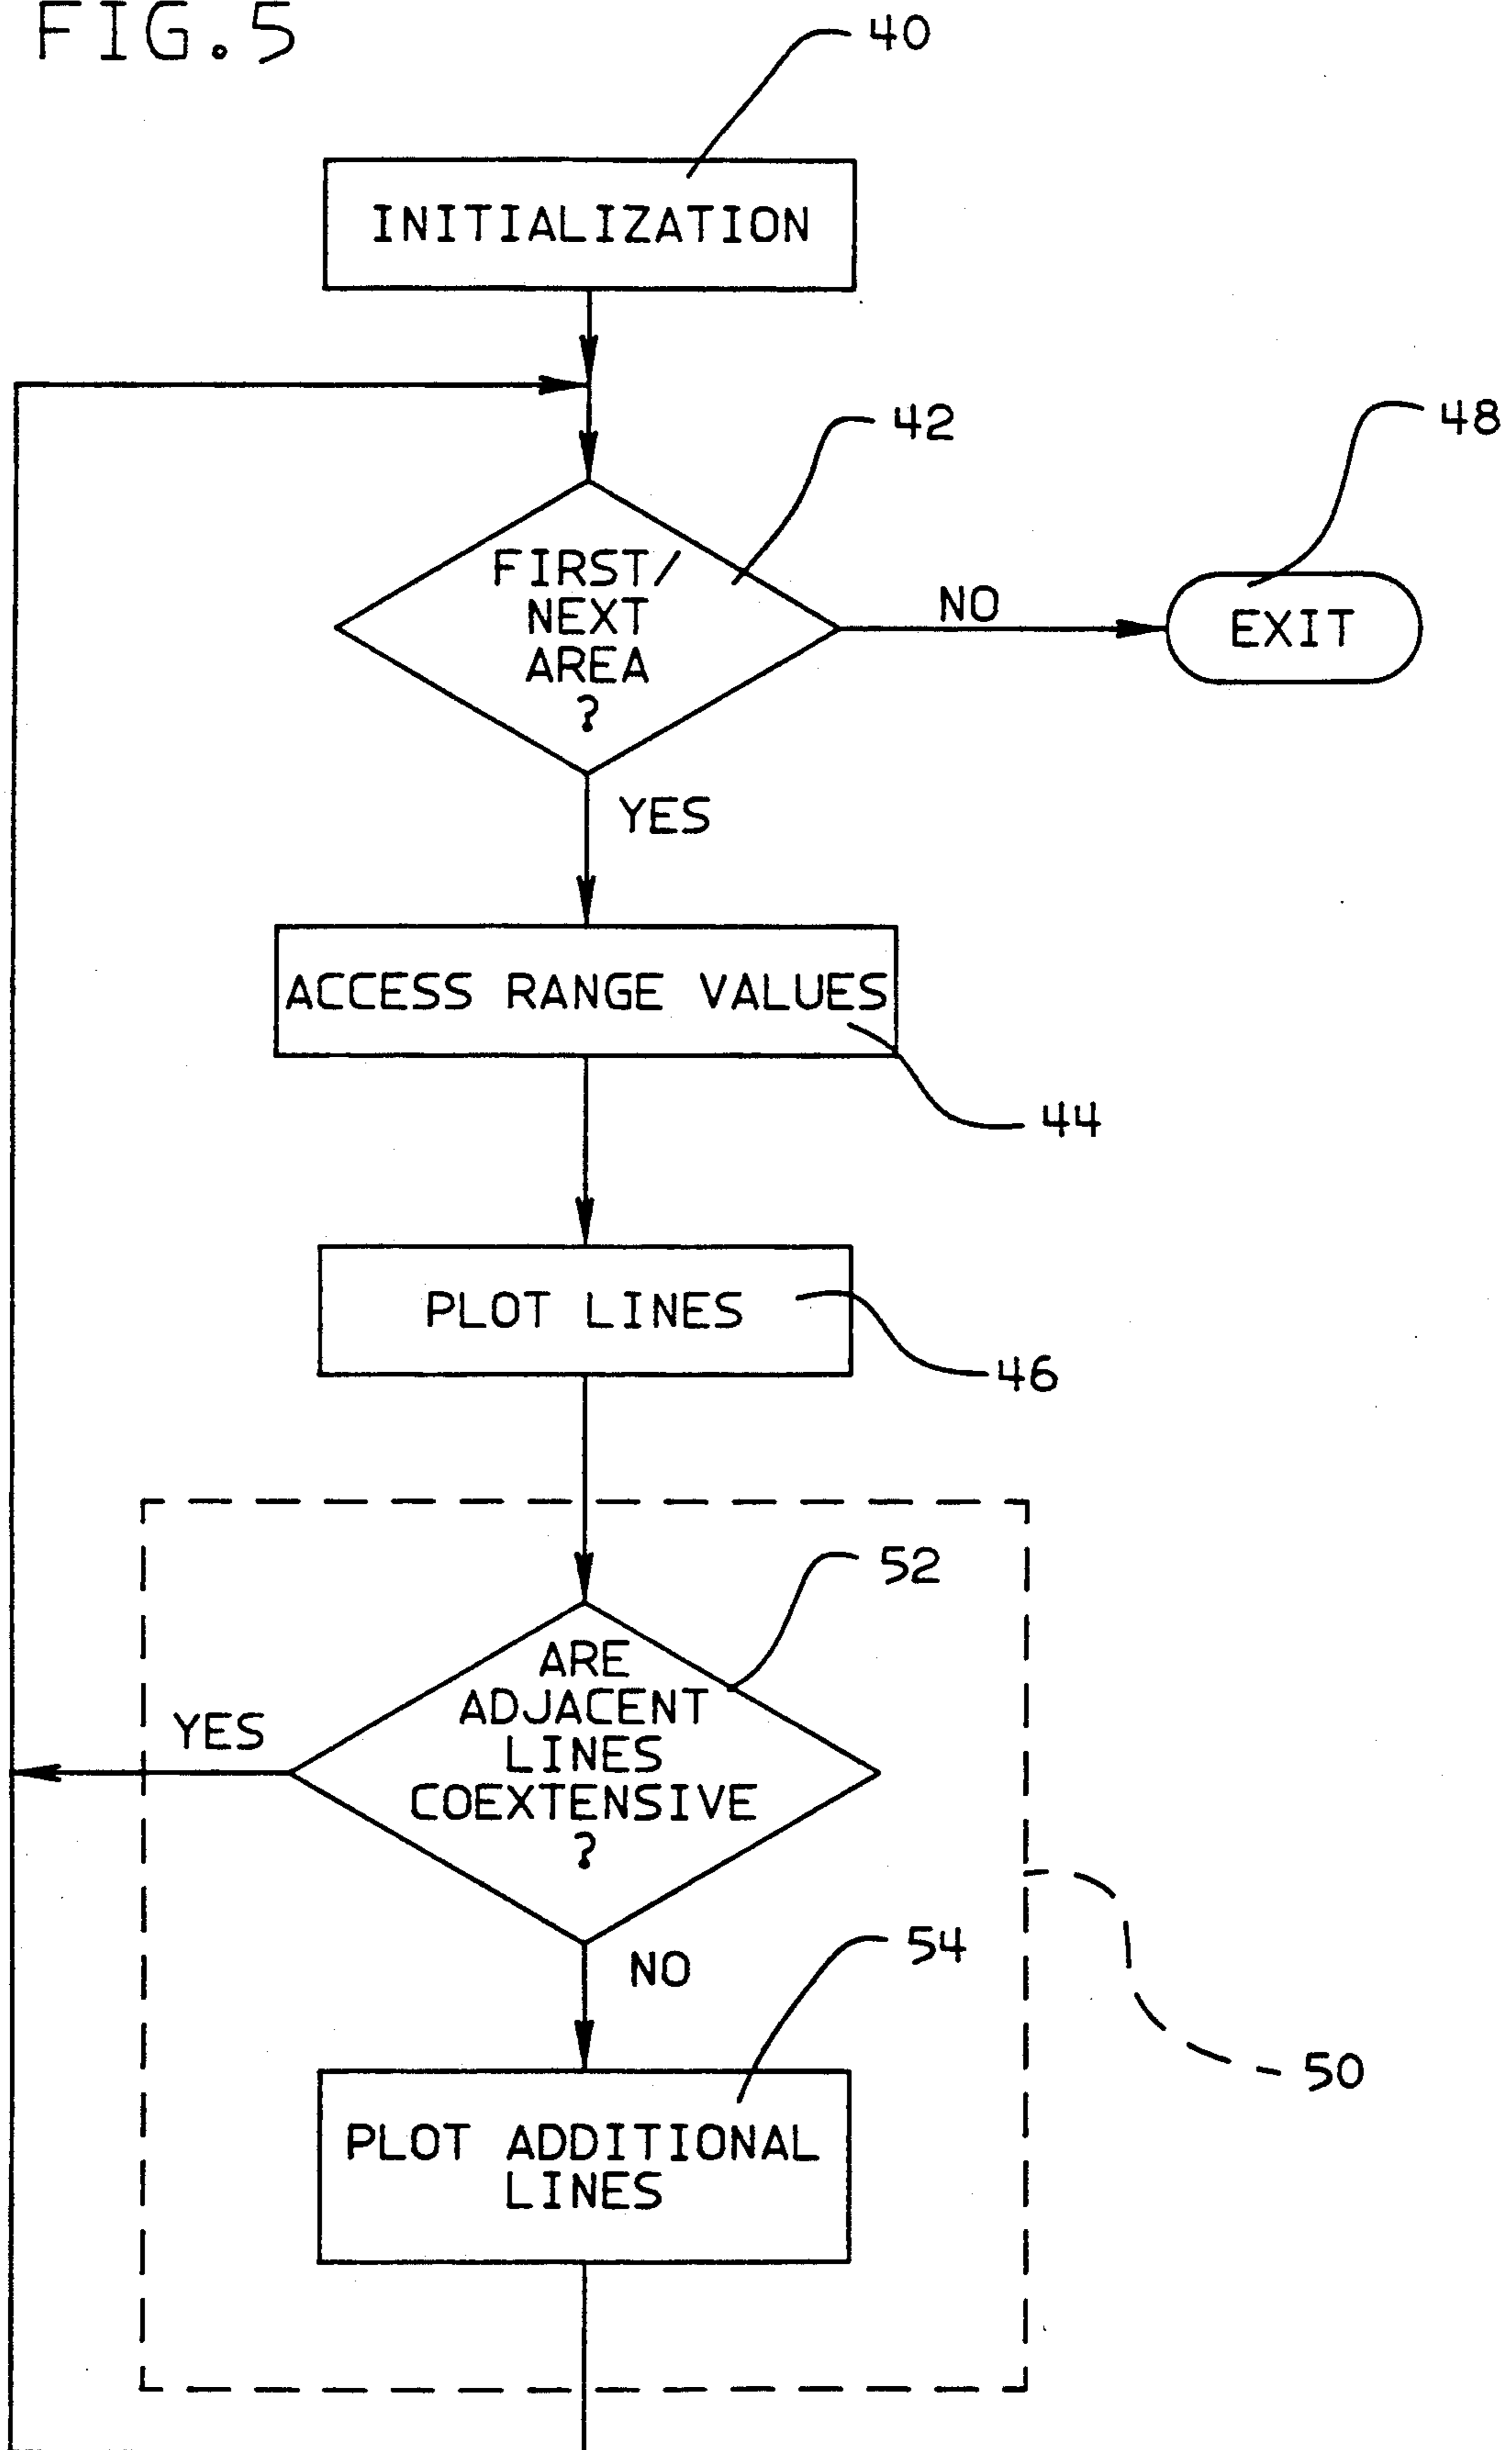 FIG.5
40
INITIALIZATION
42
48
FIRST/
NEXT
AREA
?
NO
EXIT
YES
ACCESS RANGE VALUES
44
PLOT LINES
46
52
ARE
ADJACENT
LINES
COEXTENSIVE
?
YES
54
NO
50
PLOT ADDITIONAL
LINES